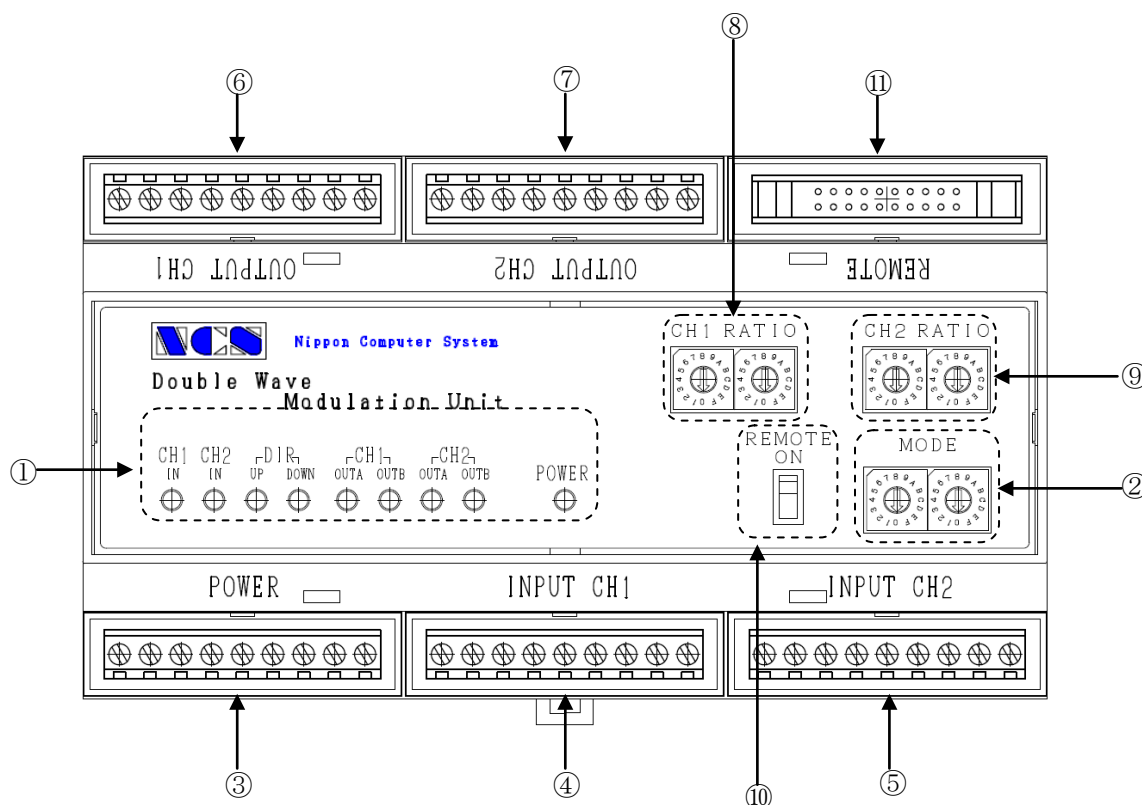 ⑧
⑥ ⑦ ⑪
OUTPUT CH1 OUTPUT CH2 REMOTE
NCS Nippon Computer System
Double Wave
Modulation Unit
CH1 RATIO CH2 RATIO
⑨
①
CH1 CH2 DIR CH1 CH2
IN IN UP DOWN OUTA OUTB OUTA OUTB POWER
REMOTE
ON
MODE
②
POWER INPUT CH1 INPUT CH2
③ ④ ⑩ ⑤